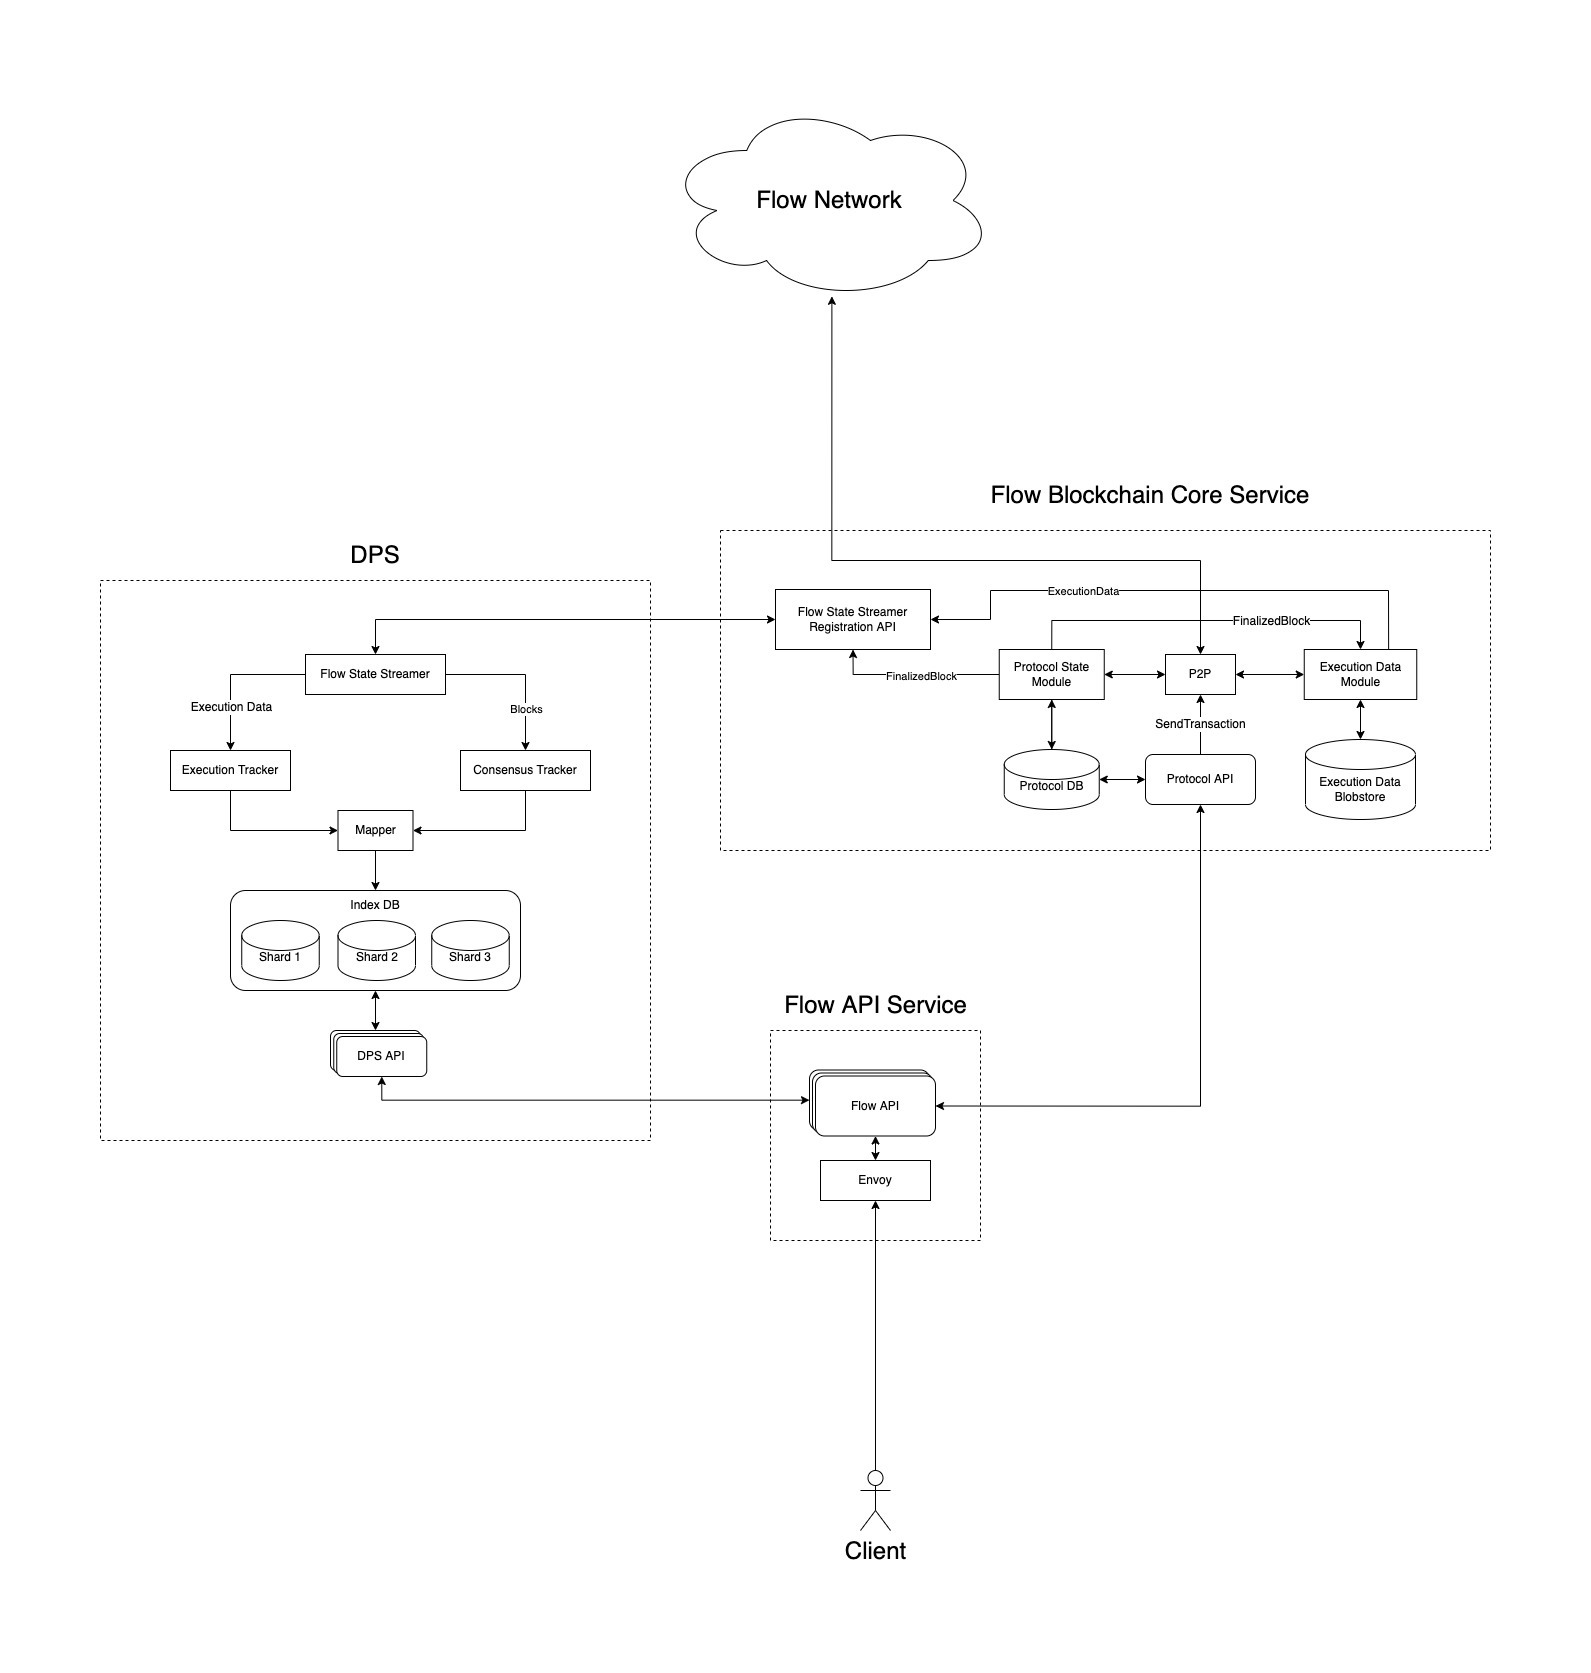 Flow Network
Flow Blockchain Core Service
DPS
ExecutionData
Flow State Streamer
Registration API
FinalizedBlock
FinalizedBlock
Protocol State
Module
P2P
Execution Data
Module
SendTransaction
Protocol DB
Protocol API
Execution Data
Blobstore
Flow State Streamer
Execution Data
Blocks
Execution Tracker
Consensus Tracker
Mapper
Index DB
Shard 1
Shard 2
Shard 3
DPS API
Flow API Service
Flow API
Envoy
Client